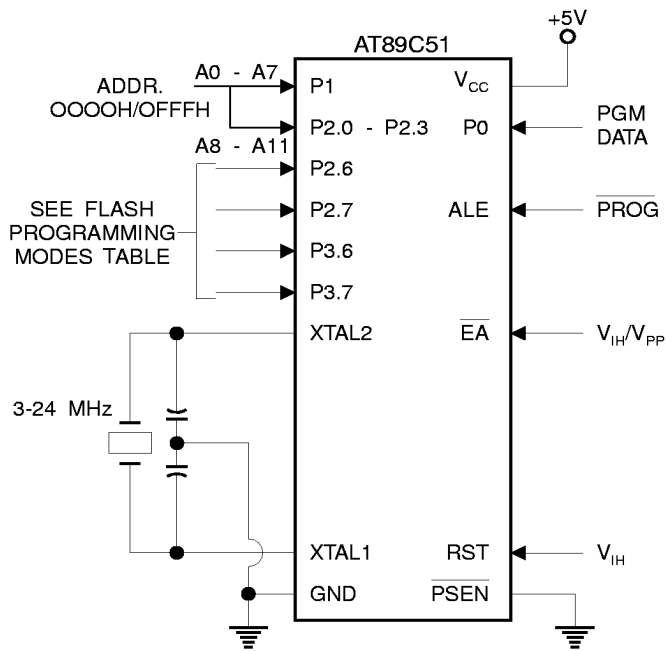 +5V
AT89C51
A0 - A7
ADDR.
OOOOH/OFFFH
P1
VCC
P2.0 - P2.3
P0
PGM
DATA
A8 - A11
P2.6
SEE FLASH
PROGRAMMING
MODES TABLE
P2.7
ALE
PROG
P3.6
P3.7
XTAL2
EA
VIH/VPP
3-24 MHz
XTAL1
RST
VIH
GND
PSEN